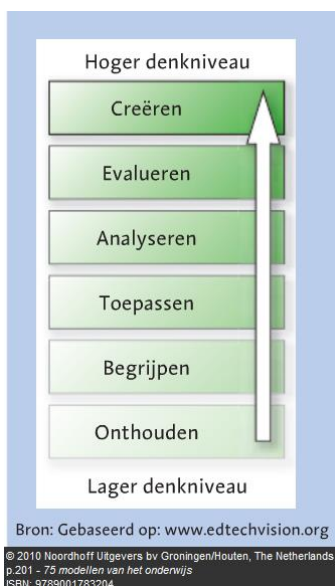 Hoger denkniveau
Creëren
Evalueren
Analyseren
Toepassen
Begrijpen
Onthouden
Lager denkniveau
Bron: Gebaseerd op: www.edtechvision.org
© 2010 Noordhoff Uitgevers bv Groningen/Houten, The Netherlands
p.201 - 75 modellen van het onderwijs
ISBN: 9789001783204